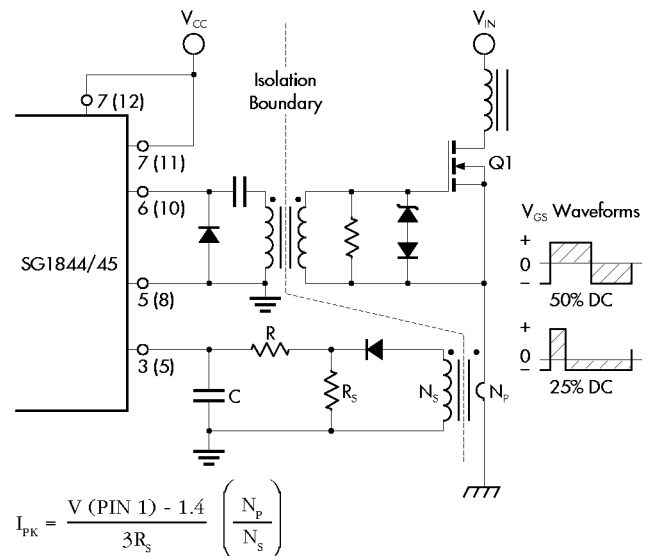 V_CC
V_IN
7 (12)
Isolation
Boundary
7 (11)
Q1
6 (10)
V_GS Waveforms
+
0
−
50% DC
SG1844/45
5 (8)
3 (5)
R
+
0
−
25% DC
C
R_S
N_S
N_P
I_PK = V (PIN 1) - 1.4 / 3R_S (N_P / N_S)